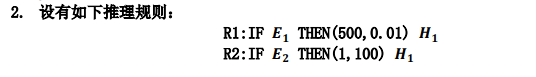 2. 设有如下推理规则：
R1:IF E₁ THEN(500,0.01) H₁
R2:IF E₂ THEN(1,100) H₁